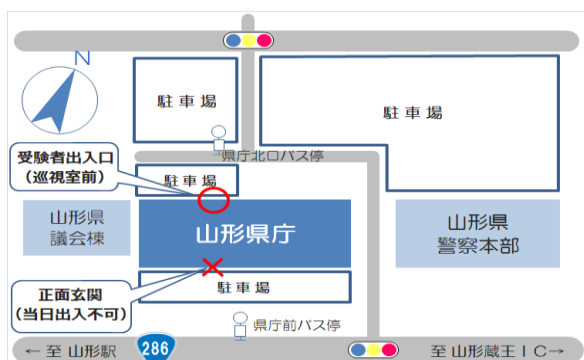 N
駐車場
駐車場
県庁北口バス停
受験者出入口
（巡視室前）
駐車場
山形県
議会棟
山形県庁
山形県
警察本部
正面玄関
（当日出入不可）
駐車場
県庁前バス停
← 至 山形駅
286
至 山形蔵王ＩＣ→